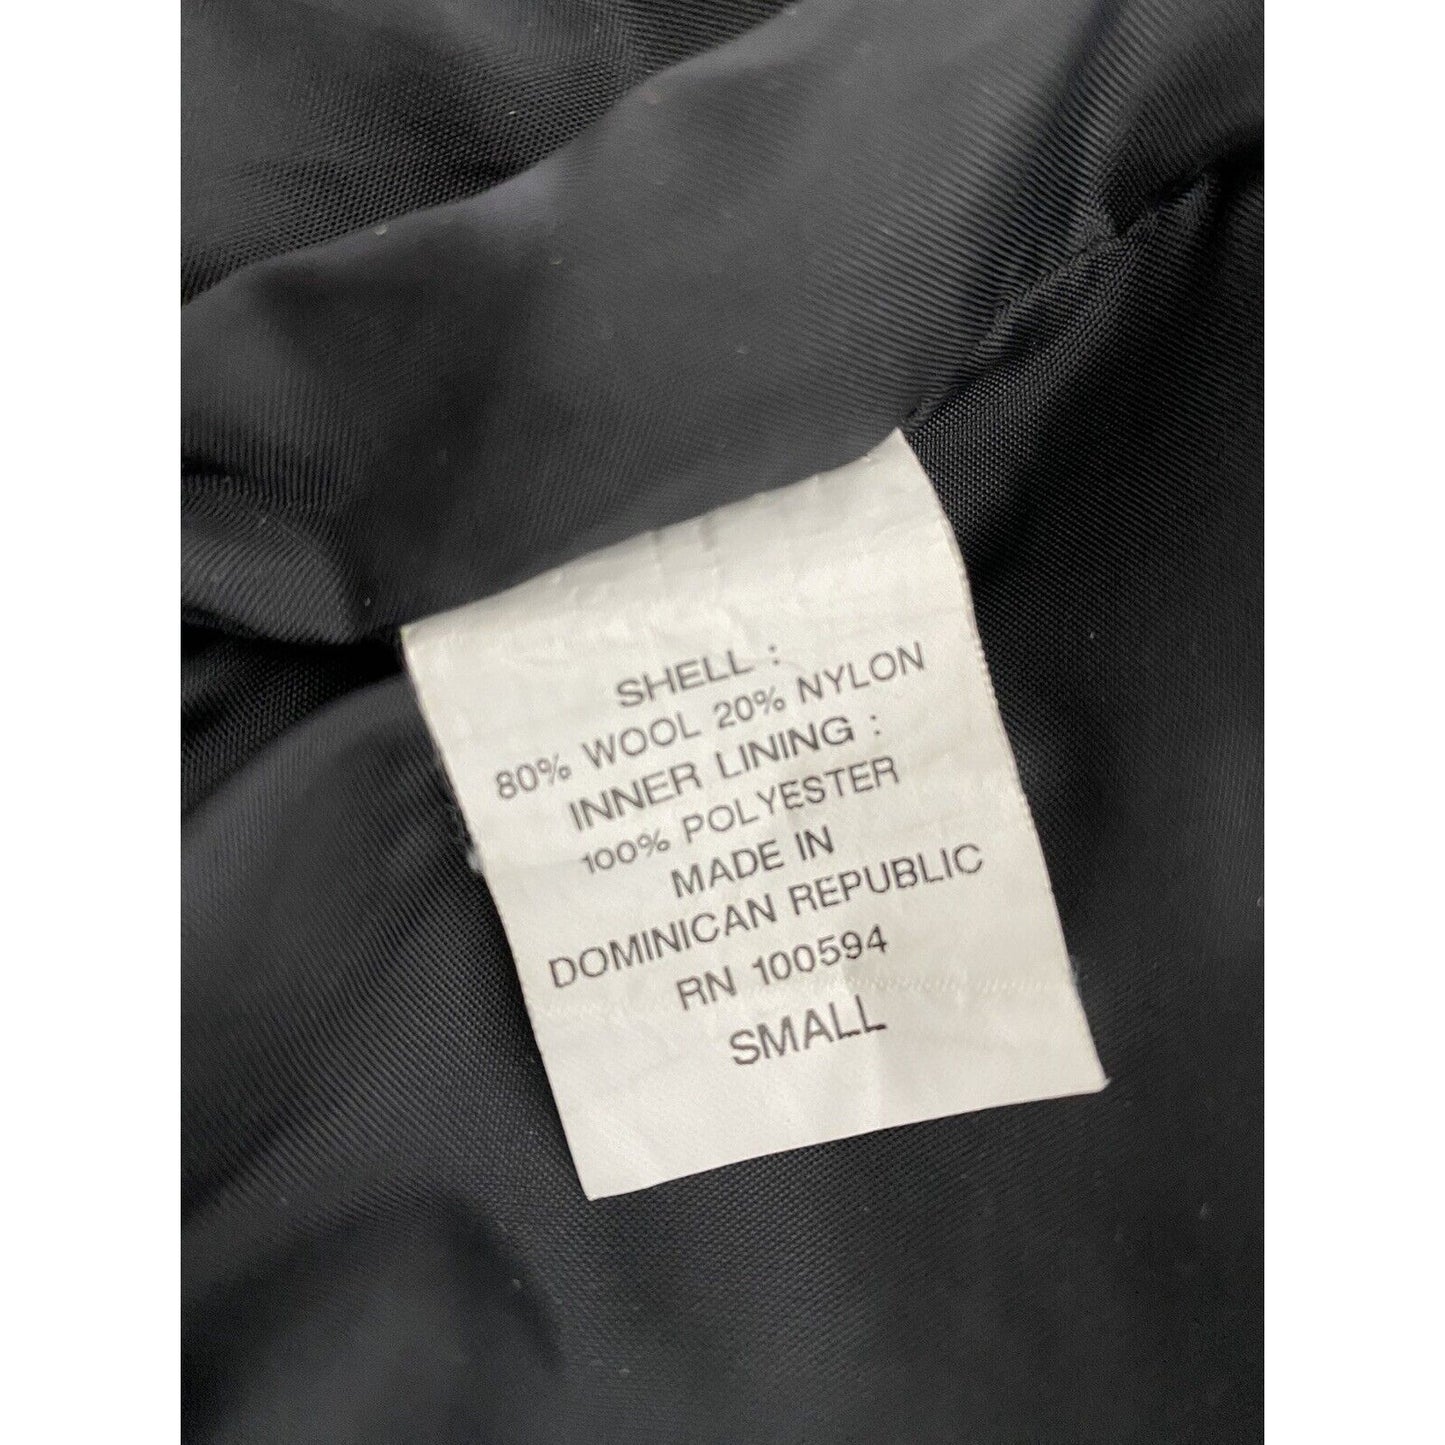 SHELL :
80% WOOL 20% NYLON
INNER LINING :
100% POLYESTER
MADE IN
DOMINICAN REPUBLIC
RN 100594
SMALL